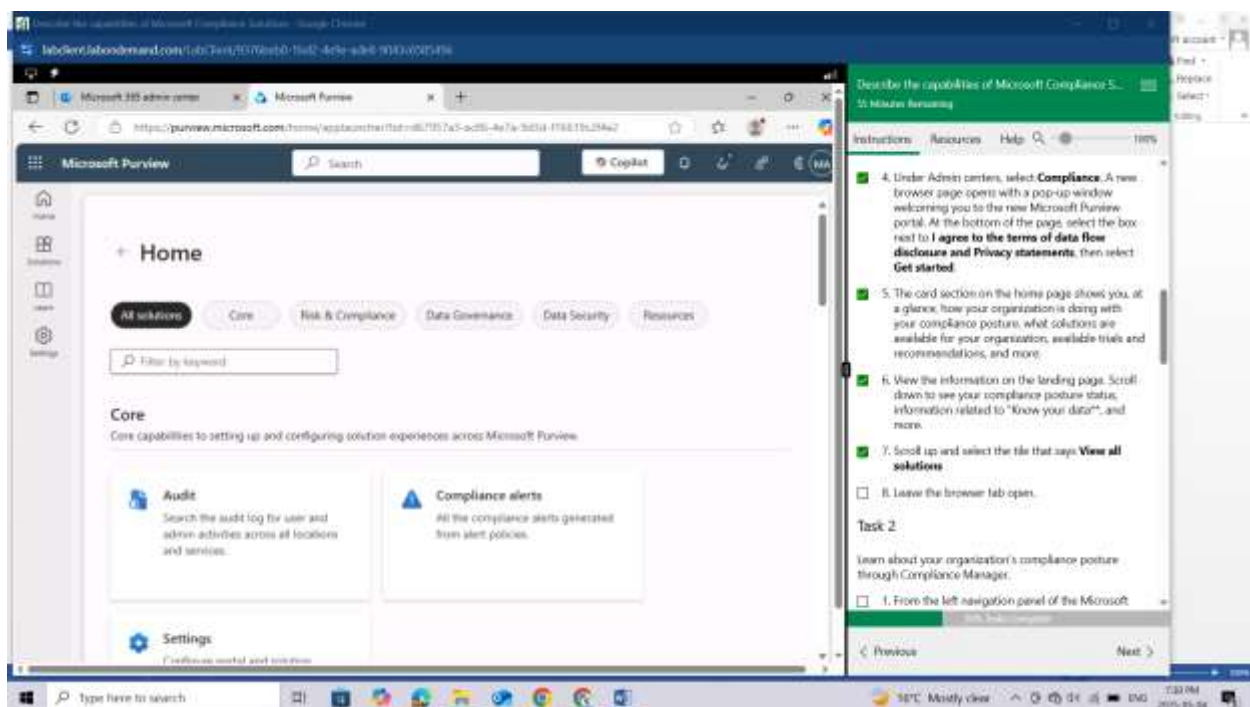 Describe the capabilities of Microsoft Compliance Solutions - Google Chrome
Microsoft 365 admin center
Microsoft Purview
Microsoft Purview
Search
Copilot
MA
Home
Solutions
Learn
Settings
Home
All solutions
Core
Risk & Compliance
Data Governance
Data Security
Resources
Filter by keyword
Core
Core capabilities to setting up and configuring solution experiences across Microsoft Purview.
Audit
Search the audit log for user and
admin activities across all locations
and services.
Compliance alerts
All the compliance alerts generated
from alert policies.
Settings
Describe the capabilities of Microsoft Compliance S...
55 Minutes Remaining
Instructions
Resources
Help
100%
4. Under Admin centers, select Compliance. A new
browser page opens with a pop-up window
welcoming you to the new Microsoft Purview
portal. At the bottom of the page, select the box
next to I agree to the terms of data flow
disclosure and Privacy statements, then select
Get started.
5. The card section on the home page shows you, at
a glance, how your organization is doing with
your compliance posture, what solutions are
available for your organization, available trials and
recommendations, and more.
6. View the information on the landing page. Scroll
down to see your compliance posture status,
information related to "Know your data"", and
more.
7. Scroll up and select the tile that says View all
solutions
8. Leave the browser tab open.
Task 2
Learn about your organization's compliance posture
through Compliance Manager.
1. From the left navigation panel of the Microsoft
< Previous
Next >
Find
Replace
Select
Editing
Type here to search
Mostly clear
ENG